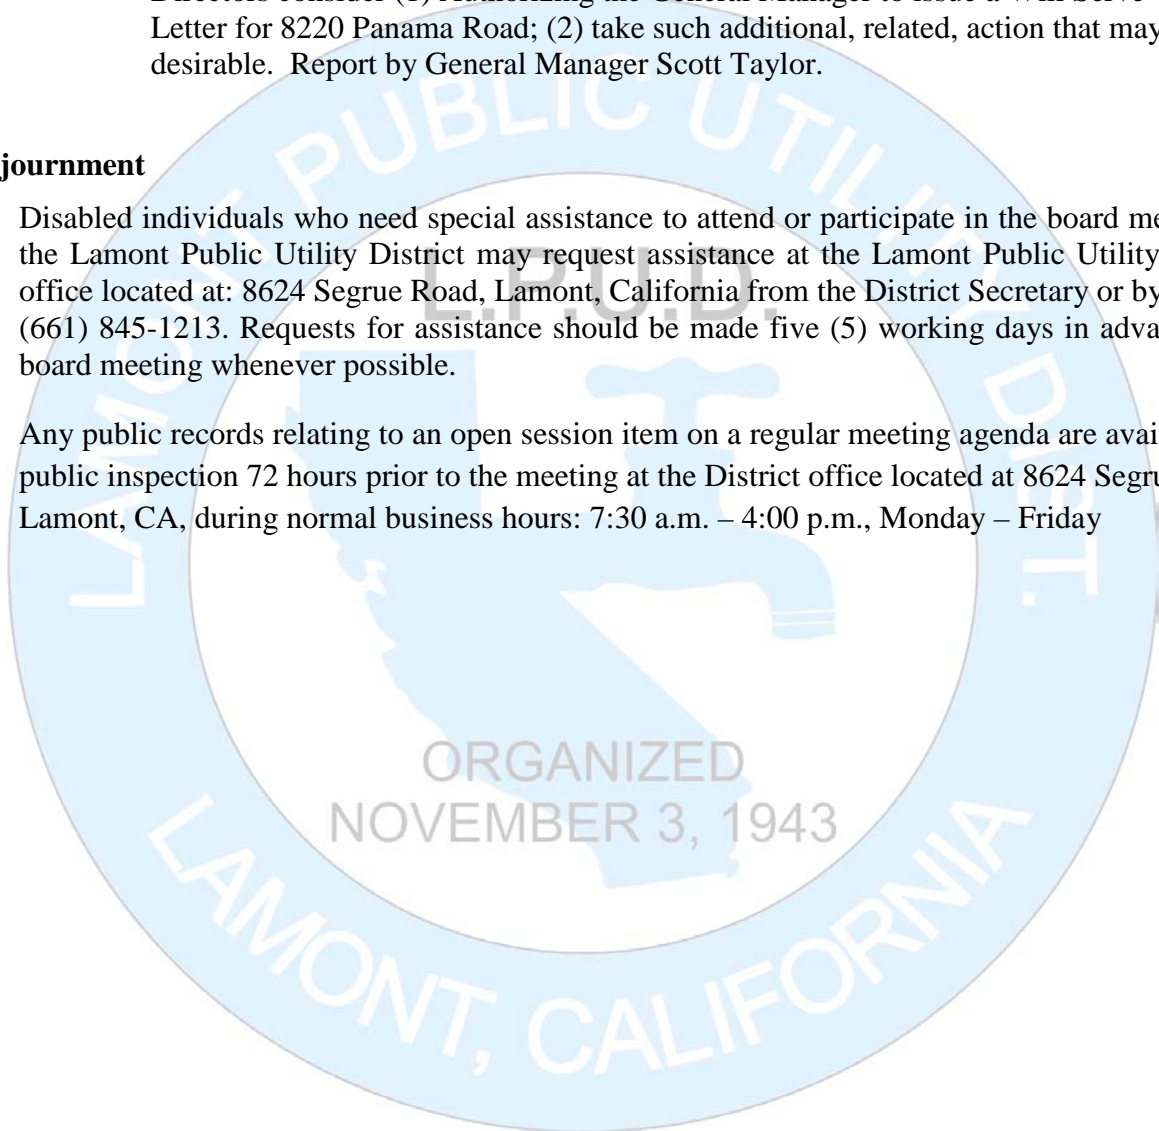 Directors consider (1) Authorizing the General Manager to issue a Will Serve
Letter for 8220 Panama Road; (2) take such additional, related, action that may
desirable.  Report by General Manager Scott Taylor.
journment
Disabled individuals who need special assistance to attend or participate in the board me
the Lamont Public Utility District may request assistance at the Lamont Public Utility
office located at: 8624 Segrue Road, Lamont, California from the District Secretary or by
(661) 845-1213. Requests for assistance should be made five (5) working days in adva
board meeting whenever possible.
Any public records relating to an open session item on a regular meeting agenda are avai
public inspection 72 hours prior to the meeting at the District office located at 8624 Segru
Lamont, CA, during normal business hours: 7:30 a.m. – 4:00 p.m., Monday – Friday
LAMONT PUBLIC UTILITY DIST.
L.P.U.D.
ORGANIZED
NOVEMBER 3, 1943
LAMONT, CALIFORNIA